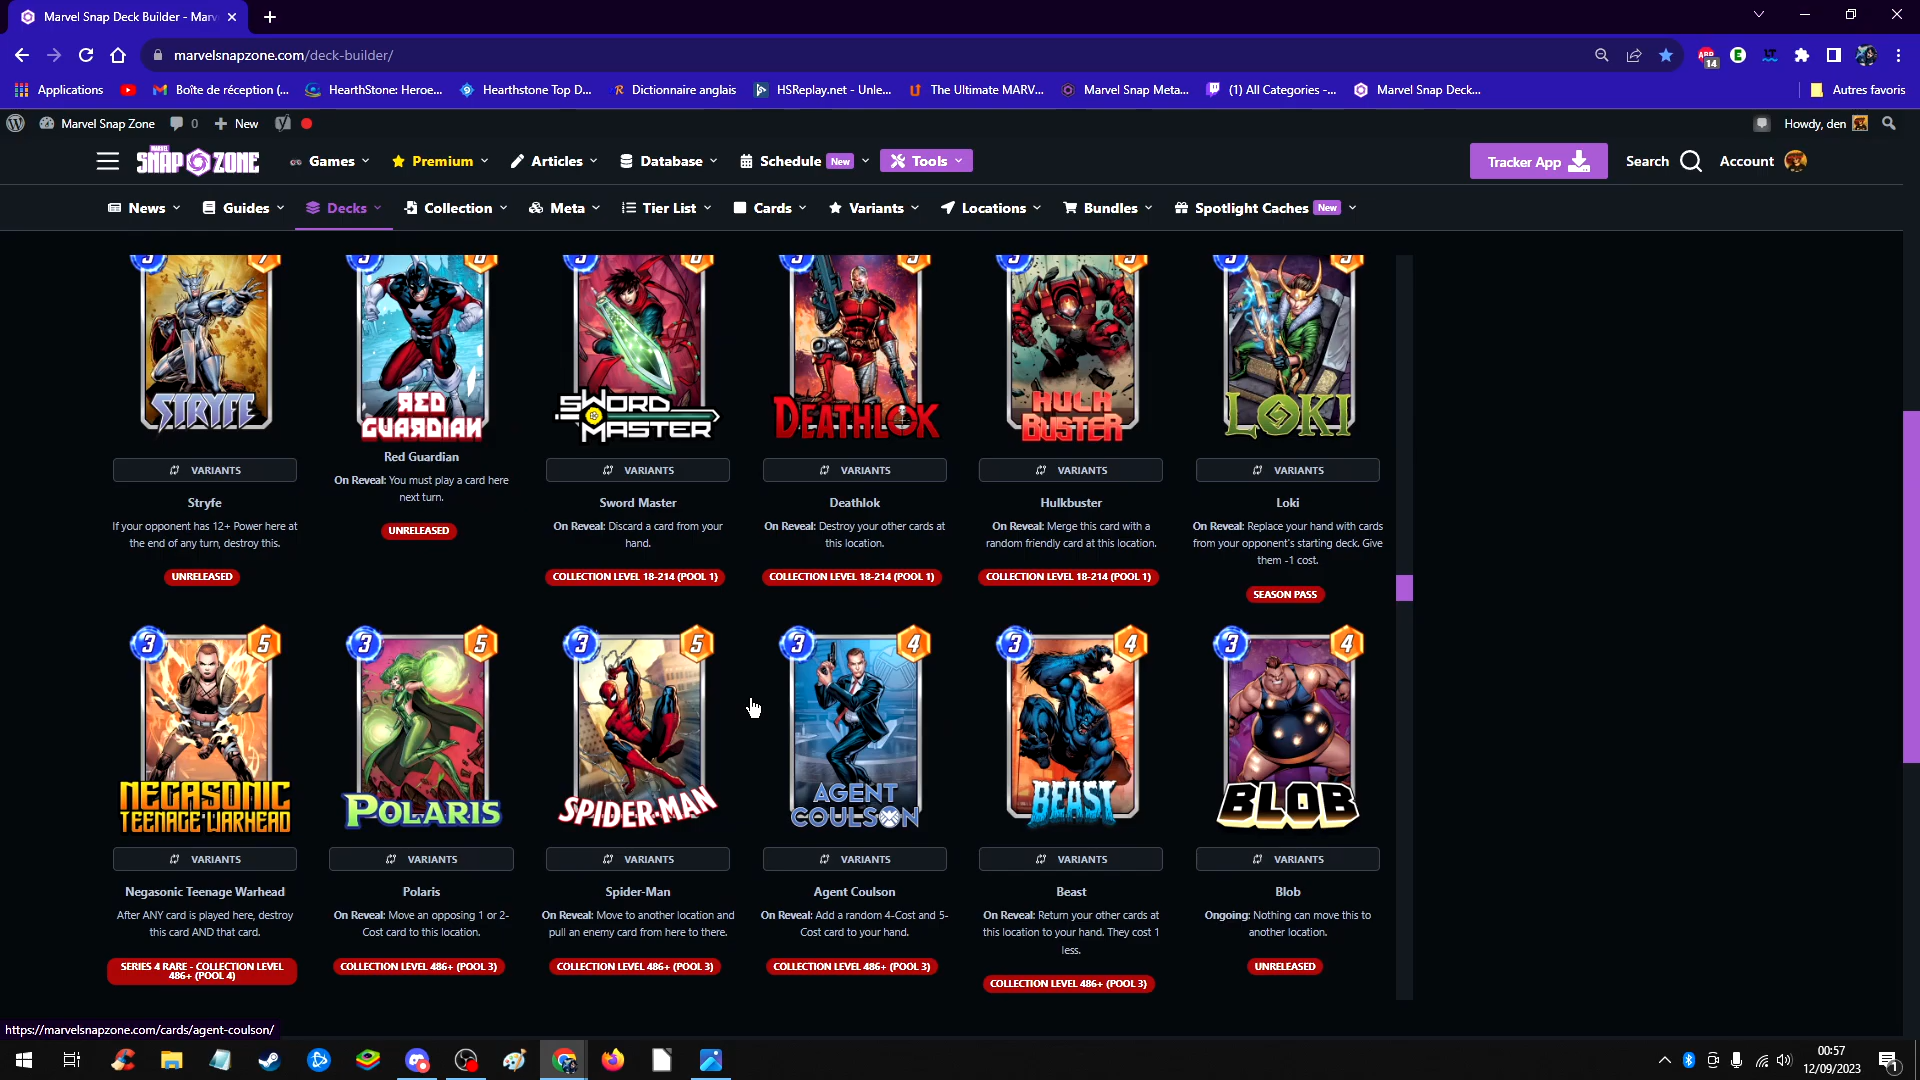 Marvel Snap Deck Builder - Marv
marvelsnapzone.com/deck-builder/
14
Applications
Boîte de réception (...
HearthStone: Heroe...
Hearthstone Top D...
Dictionnaire anglais
HSReplay.net - Unle...
The Ultimate MARV...
Marvel Snap Meta...
(1) All Categories -...
Marvel Snap Deck...
Autres favoris
Marvel Snap Zone
0
New
Howdy, den
MARVEL SNAP ZONE
Games
Premium
Articles
Database
Schedule New
Tools
Tracker App
Search
Account
News
Guides
Decks
Collection
Meta
Tier List
Cards
Variants
Locations
Bundles
Spotlight Caches New
STRYFE
RED GUARDIAN
SWORD MASTER
DEATHLOK
HULK BUSTER
LOKI
VARIANTS
Stryfe
If your opponent has 12+ Power here at
the end of any turn, destroy this.
UNRELEASED
Red Guardian
On Reveal: You must play a card here
next turn.
UNRELEASED
VARIANTS
Sword Master
On Reveal: Discard a card from your
hand.
COLLECTION LEVEL 18-214 (POOL 1)
VARIANTS
Deathlok
On Reveal: Destroy your other cards at
this location.
COLLECTION LEVEL 18-214 (POOL 1)
VARIANTS
Hulkbuster
On Reveal: Merge this card with a
random friendly card at this location.
COLLECTION LEVEL 18-214 (POOL 1)
VARIANTS
Loki
On Reveal: Replace your hand with cards
from your opponent's starting deck. Give
them -1 cost.
SEASON PASS
3 5
NEGASONIC
TEENAGE WARHEAD
VARIANTS
Negasonic Teenage Warhead
After ANY card is played here, destroy
this card AND that card.
SERIES 4 RARE - COLLECTION LEVEL
486+ (POOL 4)
3 5
POLARIS
VARIANTS
Polaris
On Reveal: Move an opposing 1 or 2-
Cost card to this location.
COLLECTION LEVEL 486+ (POOL 3)
3 5
SPIDER-MAN
VARIANTS
Spider-Man
On Reveal: Move to another location and
pull an enemy card from here to there.
COLLECTION LEVEL 486+ (POOL 3)
3 4
AGENT
COULSON
VARIANTS
Agent Coulson
On Reveal: Add a random 4-Cost and 5-
Cost card to your hand.
COLLECTION LEVEL 486+ (POOL 3)
3 4
BEAST
VARIANTS
Beast
On Reveal: Return your other cards at
this location to your hand. They cost 1
less.
COLLECTION LEVEL 486+ (POOL 3)
3 4
BLOB
VARIANTS
Blob
Ongoing: Nothing can move this to
another location.
UNRELEASED
https://marvelsnapzone.com/cards/agent-coulson/
00:57
12/09/2023
1